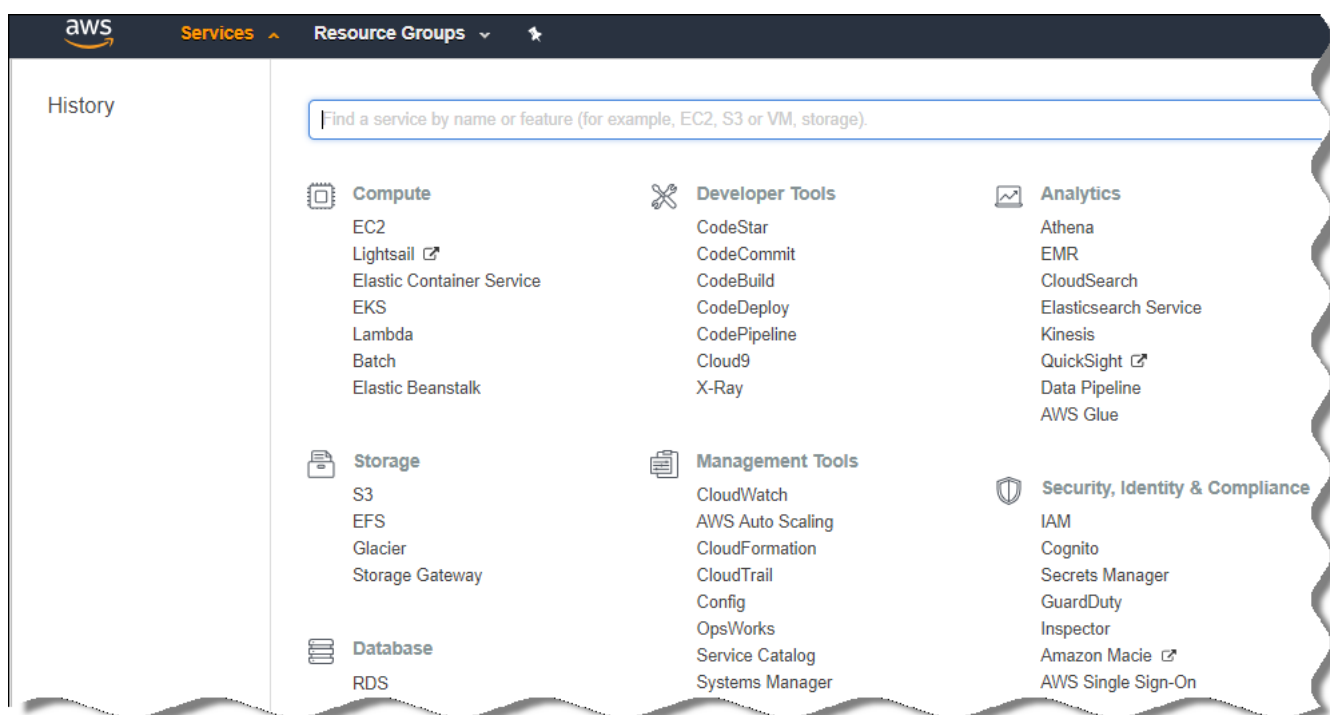 aws Services Resource Groups
History
Find a service by name or feature (for example, EC2, S3 or VM, storage).
Compute
EC2
Lightsail
Elastic Container Service
EKS
Lambda
Batch
Elastic Beanstalk
Storage
S3
EFS
Glacier
Storage Gateway
Database
RDS
Developer Tools
CodeStar
CodeCommit
CodeBuild
CodeDeploy
CodePipeline
Cloud9
X-Ray
Management Tools
CloudWatch
AWS Auto Scaling
CloudFormation
CloudTrail
Config
OpsWorks
Service Catalog
Systems Manager
Analytics
Athena
EMR
CloudSearch
Elasticsearch Service
Kinesis
QuickSight
Data Pipeline
AWS Glue
Security, Identity & Compliance
IAM
Cognito
Secrets Manager
GuardDuty
Inspector
Amazon Macie
AWS Single Sign-On